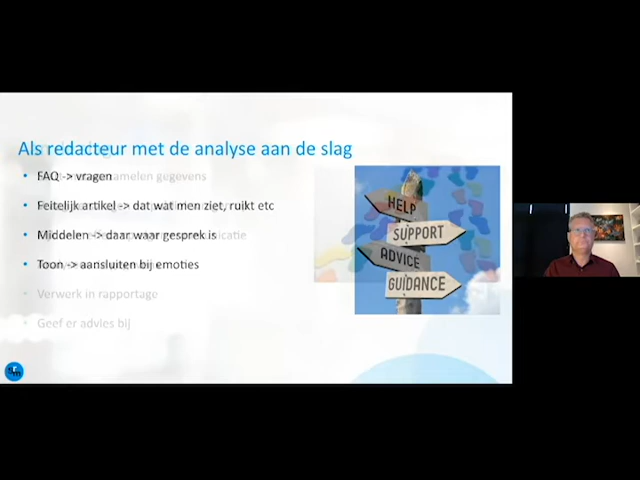 Als redacteur met de analyse aan de slag
• FAQ -> vragen
• Feitelijk artikel -> dat wat men ziet, ruikt etc
• Middelen -> daar waar gesprek is
• Toon -> aansluiten bij emoties
• Verwerk in rapportage
• Geef er advies bij
HELP
SUPPORT
ADVICE
GUIDANCE